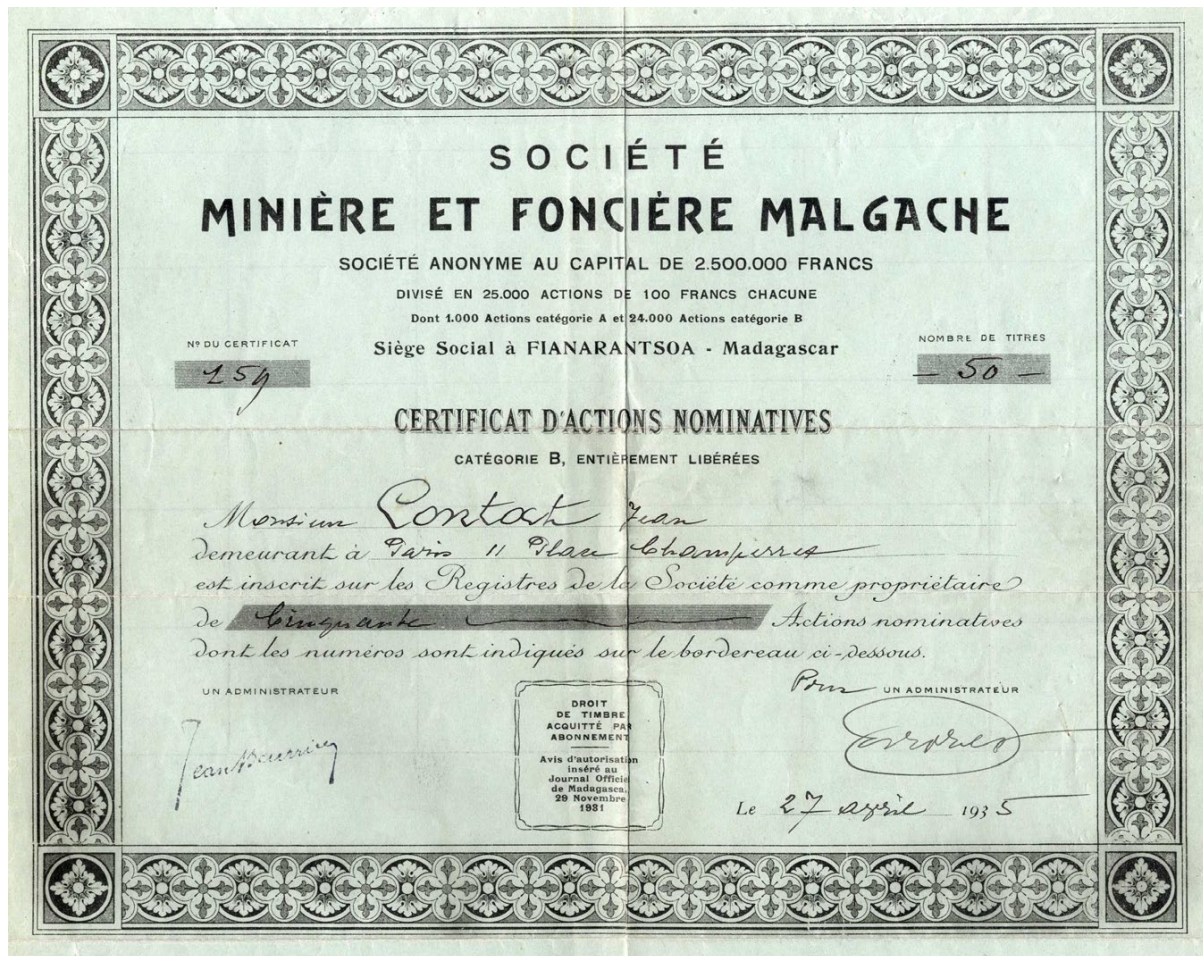 SOCIÉTÉ
MINIÈRE ET FONCIÈRE MALGACHE
SOCIÉTÉ ANONYME AU CAPITAL DE 2.500.000 FRANCS
DIVISÉ EN 25.000 ACTIONS DE 100 FRANCS CHACUNE
Dont 1.000 Actions catégorie A et 24.000 Actions catégorie B
Siège Social à FIANARANTSOA - Madagascar
Nº DU CERTIFICAT
159
NOMBRE DE TITRES
- 50 -
CERTIFICAT D'ACTIONS NOMINATIVES
CATÉGORIE B, ENTIÈREMENT LIBÉRÉES
Monsieur Contat Jean
demeurant à Paris 11 Place Champerret
est inscrit sur les Registres de la Société comme propriétaire
de Cinquante Actions nominatives
dont les numéros sont indiqués sur le bordereau ci-dessous.
UN ADMINISTRATEUR
Pour UN ADMINISTRATEUR
DROIT
DE TIMBRE
ACQUITTÉ PAR
ABONNEMENT
Avis d'autorisation
inséré au
Journal Officiel
de Madagascar
29 Novembre
1931
Jean
Le 27 avril 1935